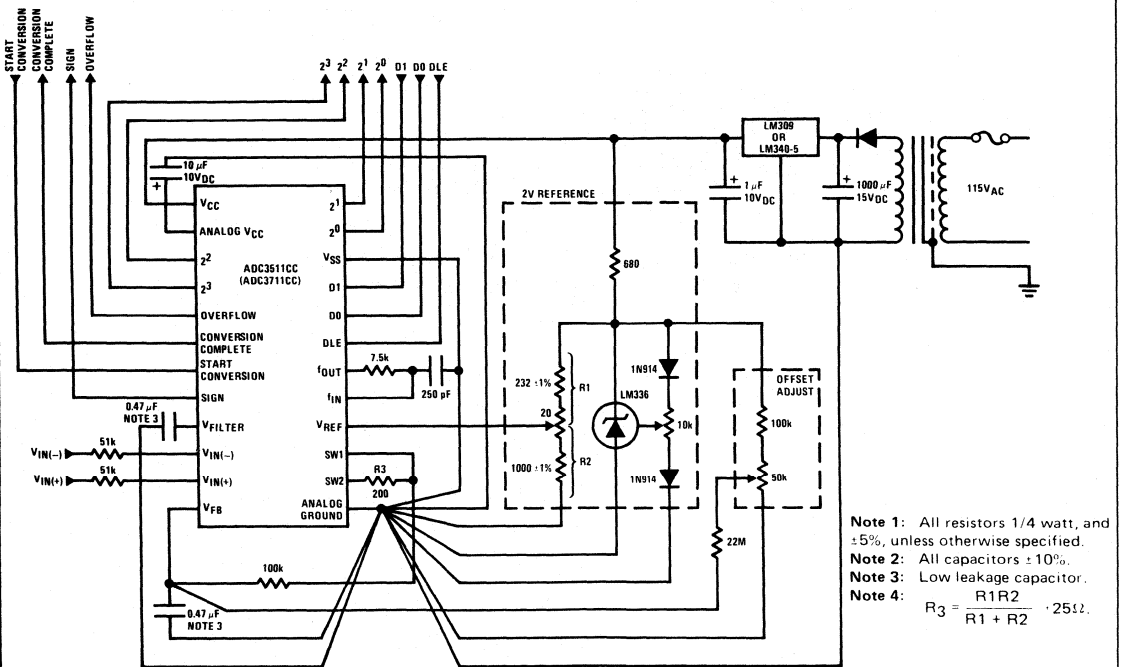 START
CONVERSION
CONVERSION
COMPLETE
SIGN
OVERFLOW
2³ 2² 2¹ 2⁰ D1 D0 DLE
10 µF
10VDC
+
VCC
ANALOG VCC
2²
2³
OVERFLOW
CONVERSION
COMPLETE
START
CONVERSION
SIGN
VFILTER
VIN(−)
VIN(+)
VFB
ADC3511CC
(ADC3711CC)
2¹
2⁰
VSS
D1
D0
DLE
fOUT
fIN
VREF
SW1
SW2
ANALOG
GROUND
0.47 µF
NOTE 3
VIN(−) 51k
VIN(+) 51k
7.5k
250 pF
R3
200
100k
0.47 µF
NOTE 3
2V REFERENCE
680
232 ±1%
R1
20
1000 ±1%
R2
LM336
1N914
10k
1N914
OFFSET
ADJUST
100k
50k
22M
LM309
OR
LM340-5
+
1 µF
10VDC
+
1000 µF
15VDC
115VAC
Note 1: All resistors 1/4 watt, and
±5%, unless otherwise specified.
Note 2: All capacitors ±10%.
Note 3: Low leakage capacitor.
Note 4: R3 = R1R2 / R1 + R2 · 25Ω.